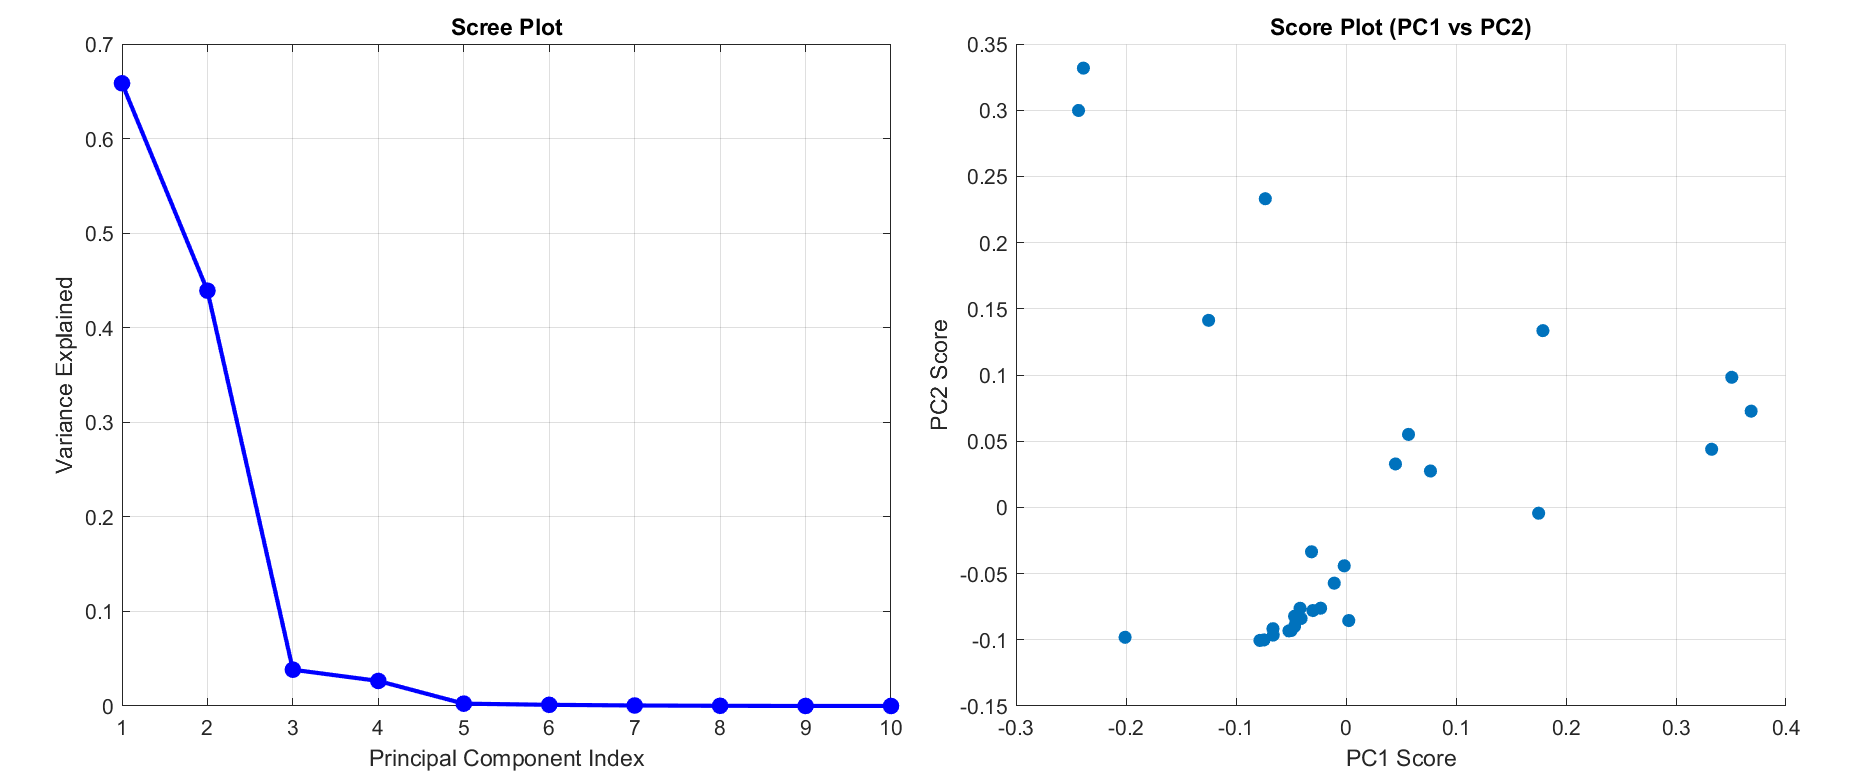 Scree Plot
0.7
0.6
0.5
0.4
0.3
0.2
0.1
0
Variance Explained
1 2 3 4 5 6 7 8 9 10
Principal Component Index
Score Plot (PC1 vs PC2)
0.35
0.3
0.25
0.2
0.15
0.1
0.05
0
-0.05
-0.1
-0.15
PC2 Score
-0.3 -0.2 -0.1 0 0.1 0.2 0.3 0.4
PC1 Score